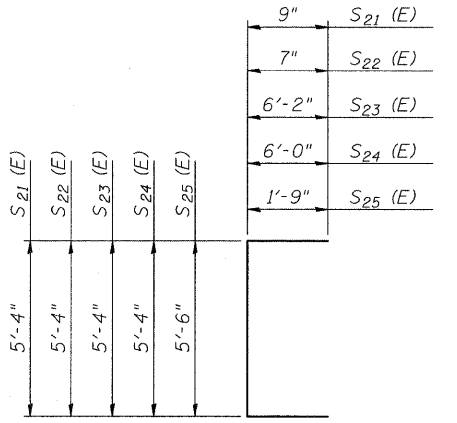 9" S21 (E)
7" S22 (E)
6'-2" S23 (E)
6'-0" S24 (E)
1'-9" S25 (E)
S21 (E)
S22 (E)
S23 (E)
S24 (E)
S25 (E)
5'-4"
5'-4"
5'-4"
5'-4"
5'-6"